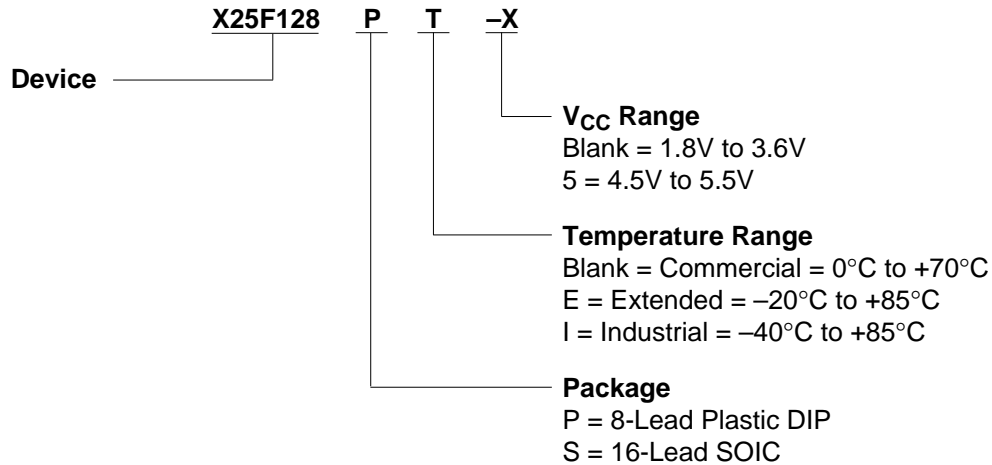 X25F128 P T –X
Device
VCC Range
Blank = 1.8V to 3.6V
5 = 4.5V to 5.5V
Temperature Range
Blank = Commercial = 0°C to +70°C
E = Extended = –20°C to +85°C
I = Industrial = –40°C to +85°C
Package
P = 8-Lead Plastic DIP
S = 16-Lead SOIC